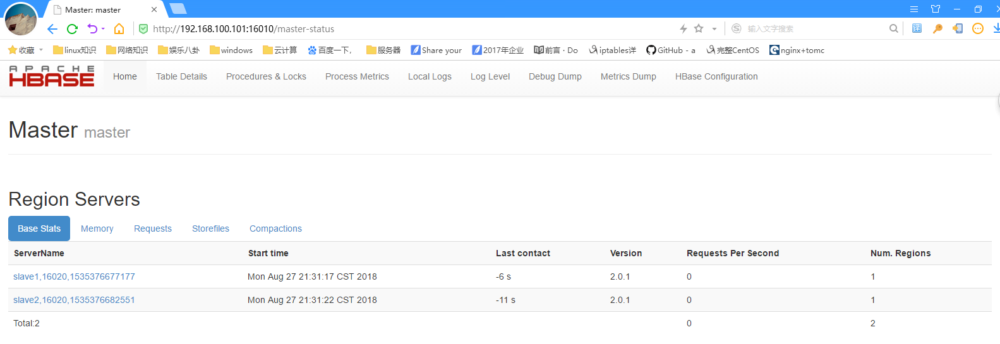 Master: master
http://192.168.100.101:16010/master-status
输入文字搜索
收藏 linux知识 网络知识 娱乐八卦 windows 云计算 百度一下, 服务器 Share your 2017年企业 前言 · Do iptables详 GitHub - a 完整CentOS nginx+tomc
APACHE
HBASE
Home Table Details Procedures & Locks Process Metrics Local Logs Log Level Debug Dump Metrics Dump HBase Configuration
Master master
Region Servers
Base Stats Memory Requests Storefiles Compactions
ServerName Start time Last contact Version Requests Per Second Num. Regions
slave1,16020,1535376677177 Mon Aug 27 21:31:17 CST 2018 -6 s 2.0.1 0 1
slave2,16020,1535376682551 Mon Aug 27 21:31:22 CST 2018 -11 s 2.0.1 0 1
Total:2 0 2